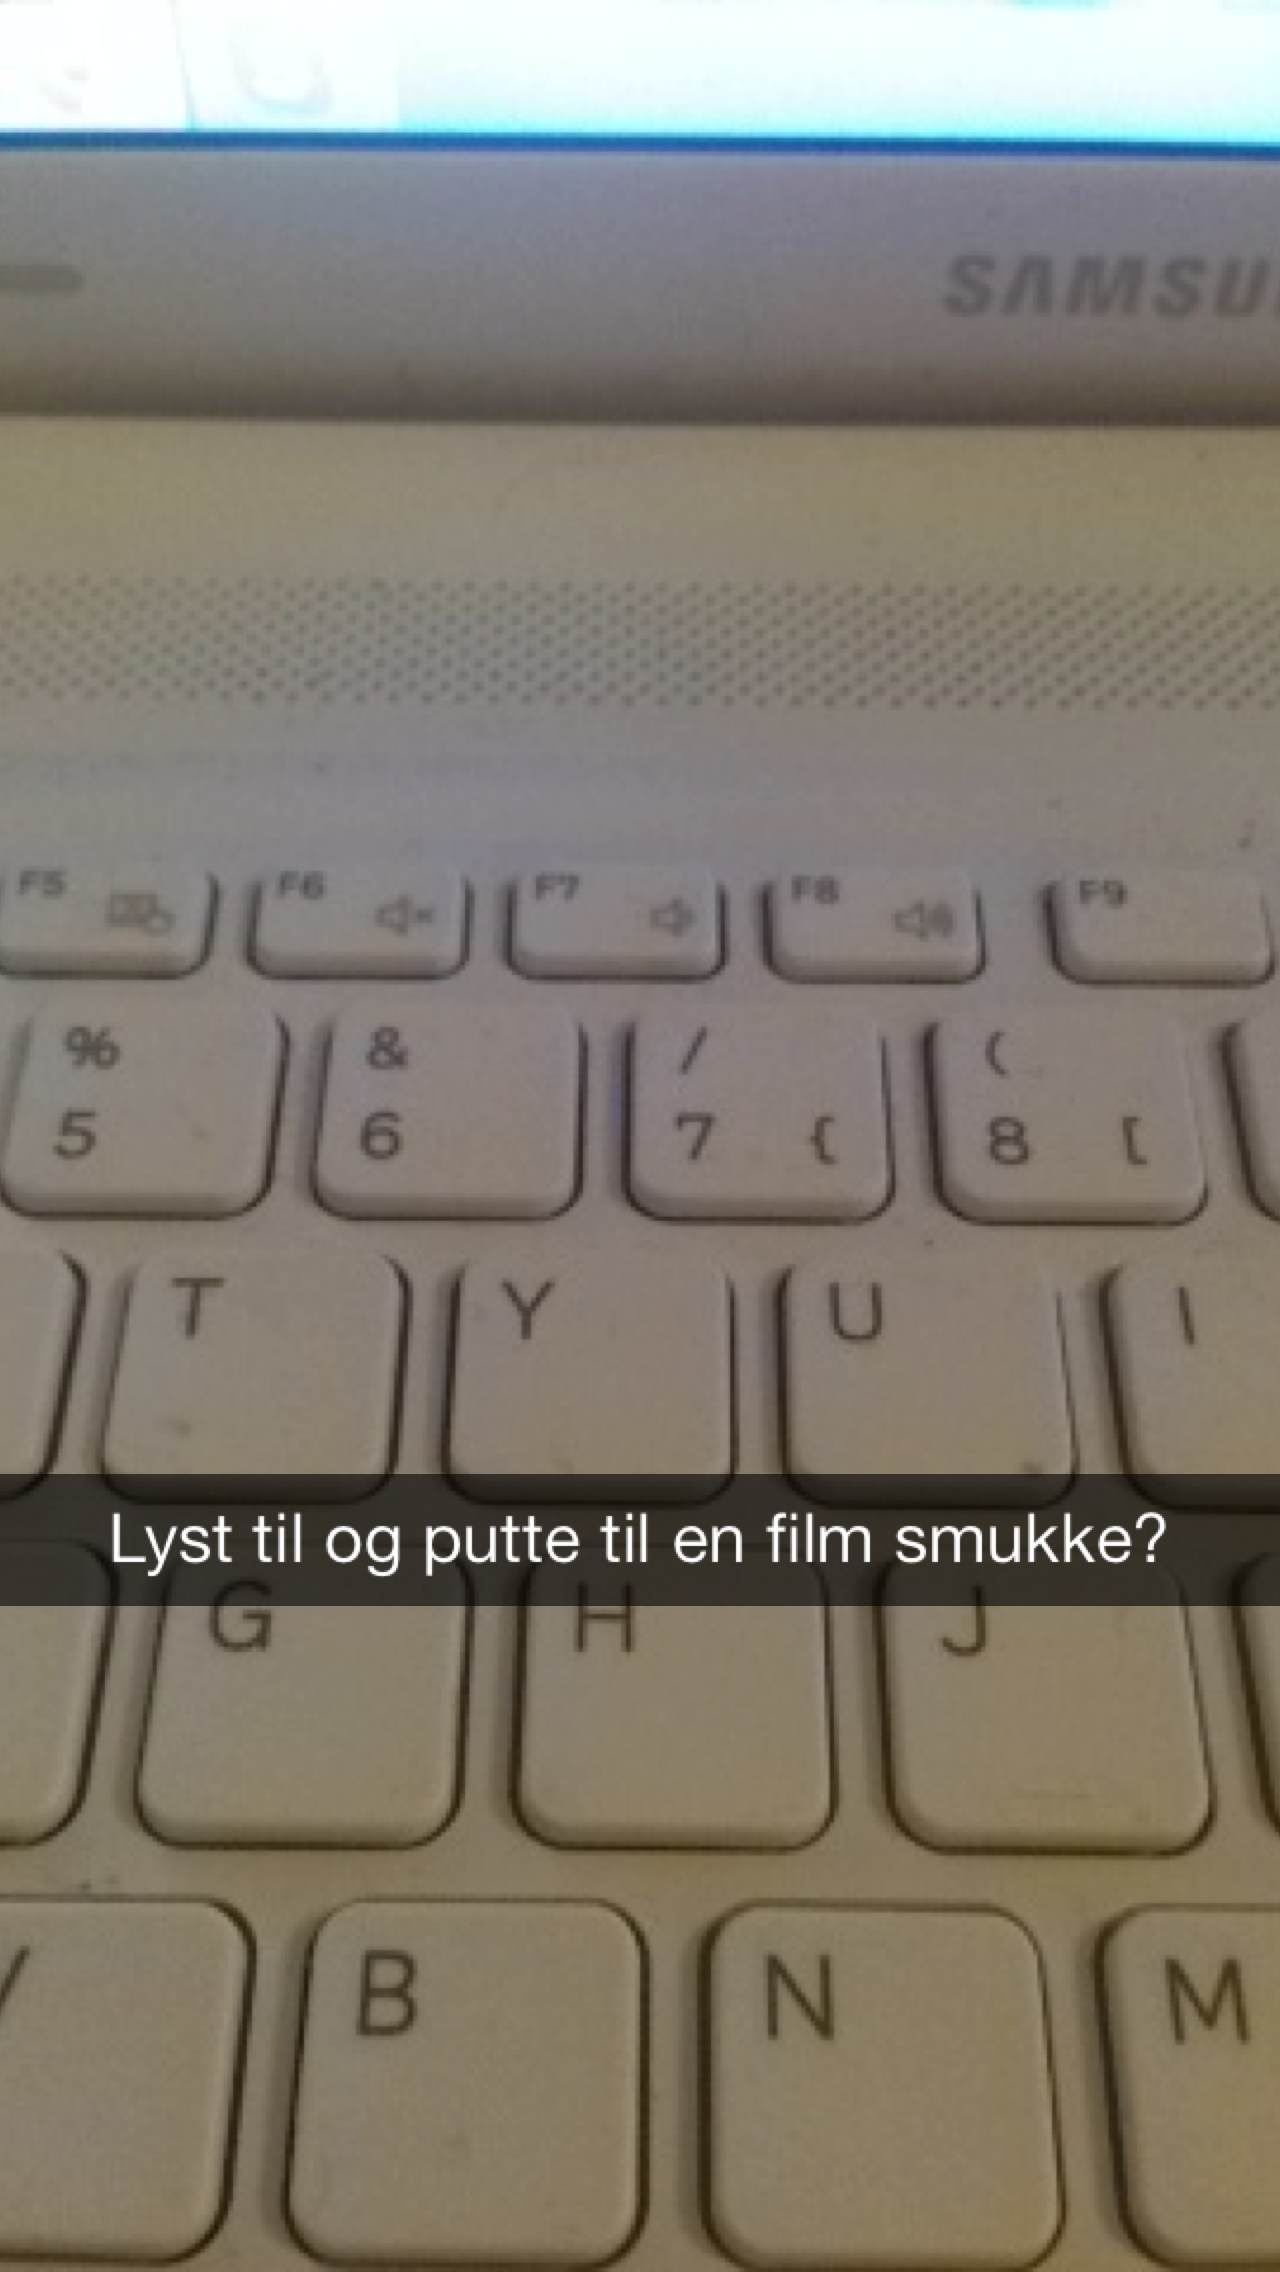 SAMSU
F5 F6 F7 F8 F9
% & / (
5 6 7 { 8 [
T Y U I
Lyst til og putte til en film smukke?
G H J
B N M